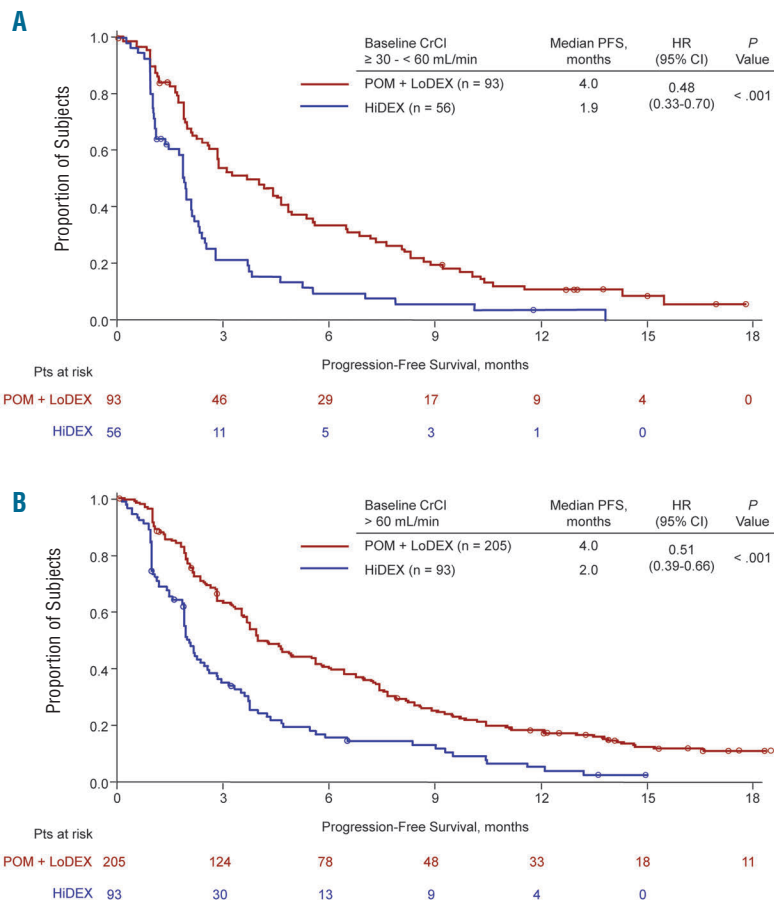 A
Baseline CrCl Median PFS, HR P
≥ 30 - < 60 mL/min months (95% CI) Value
POM + LoDEX (n = 93) 4.0 0.48
(0.33-0.70) < .001
HiDEX (n = 56) 1.9
Proportion of Subjects
1.0
0.8
0.6
0.4
0.2
0.0
0 3 6 9 12 15 18
Progression-Free Survival, months
Pts at risk
POM + LoDEX 93 46 29 17 9 4 0
HiDEX 56 11 5 3 1 0
B
Baseline CrCl Median PFS, HR P
> 60 mL/min months (95% CI) Value
POM + LoDEX (n = 205) 4.0 0.51
(0.39-0.66) < .001
HiDEX (n = 93) 2.0
Proportion of Subjects
1.0
0.8
0.6
0.4
0.2
0.0
0 3 6 9 12 15 18
Progression-Free Survival, months
Pts at risk
POM + LoDEX 205 124 78 48 33 18 11
HiDEX 93 30 13 9 4 0